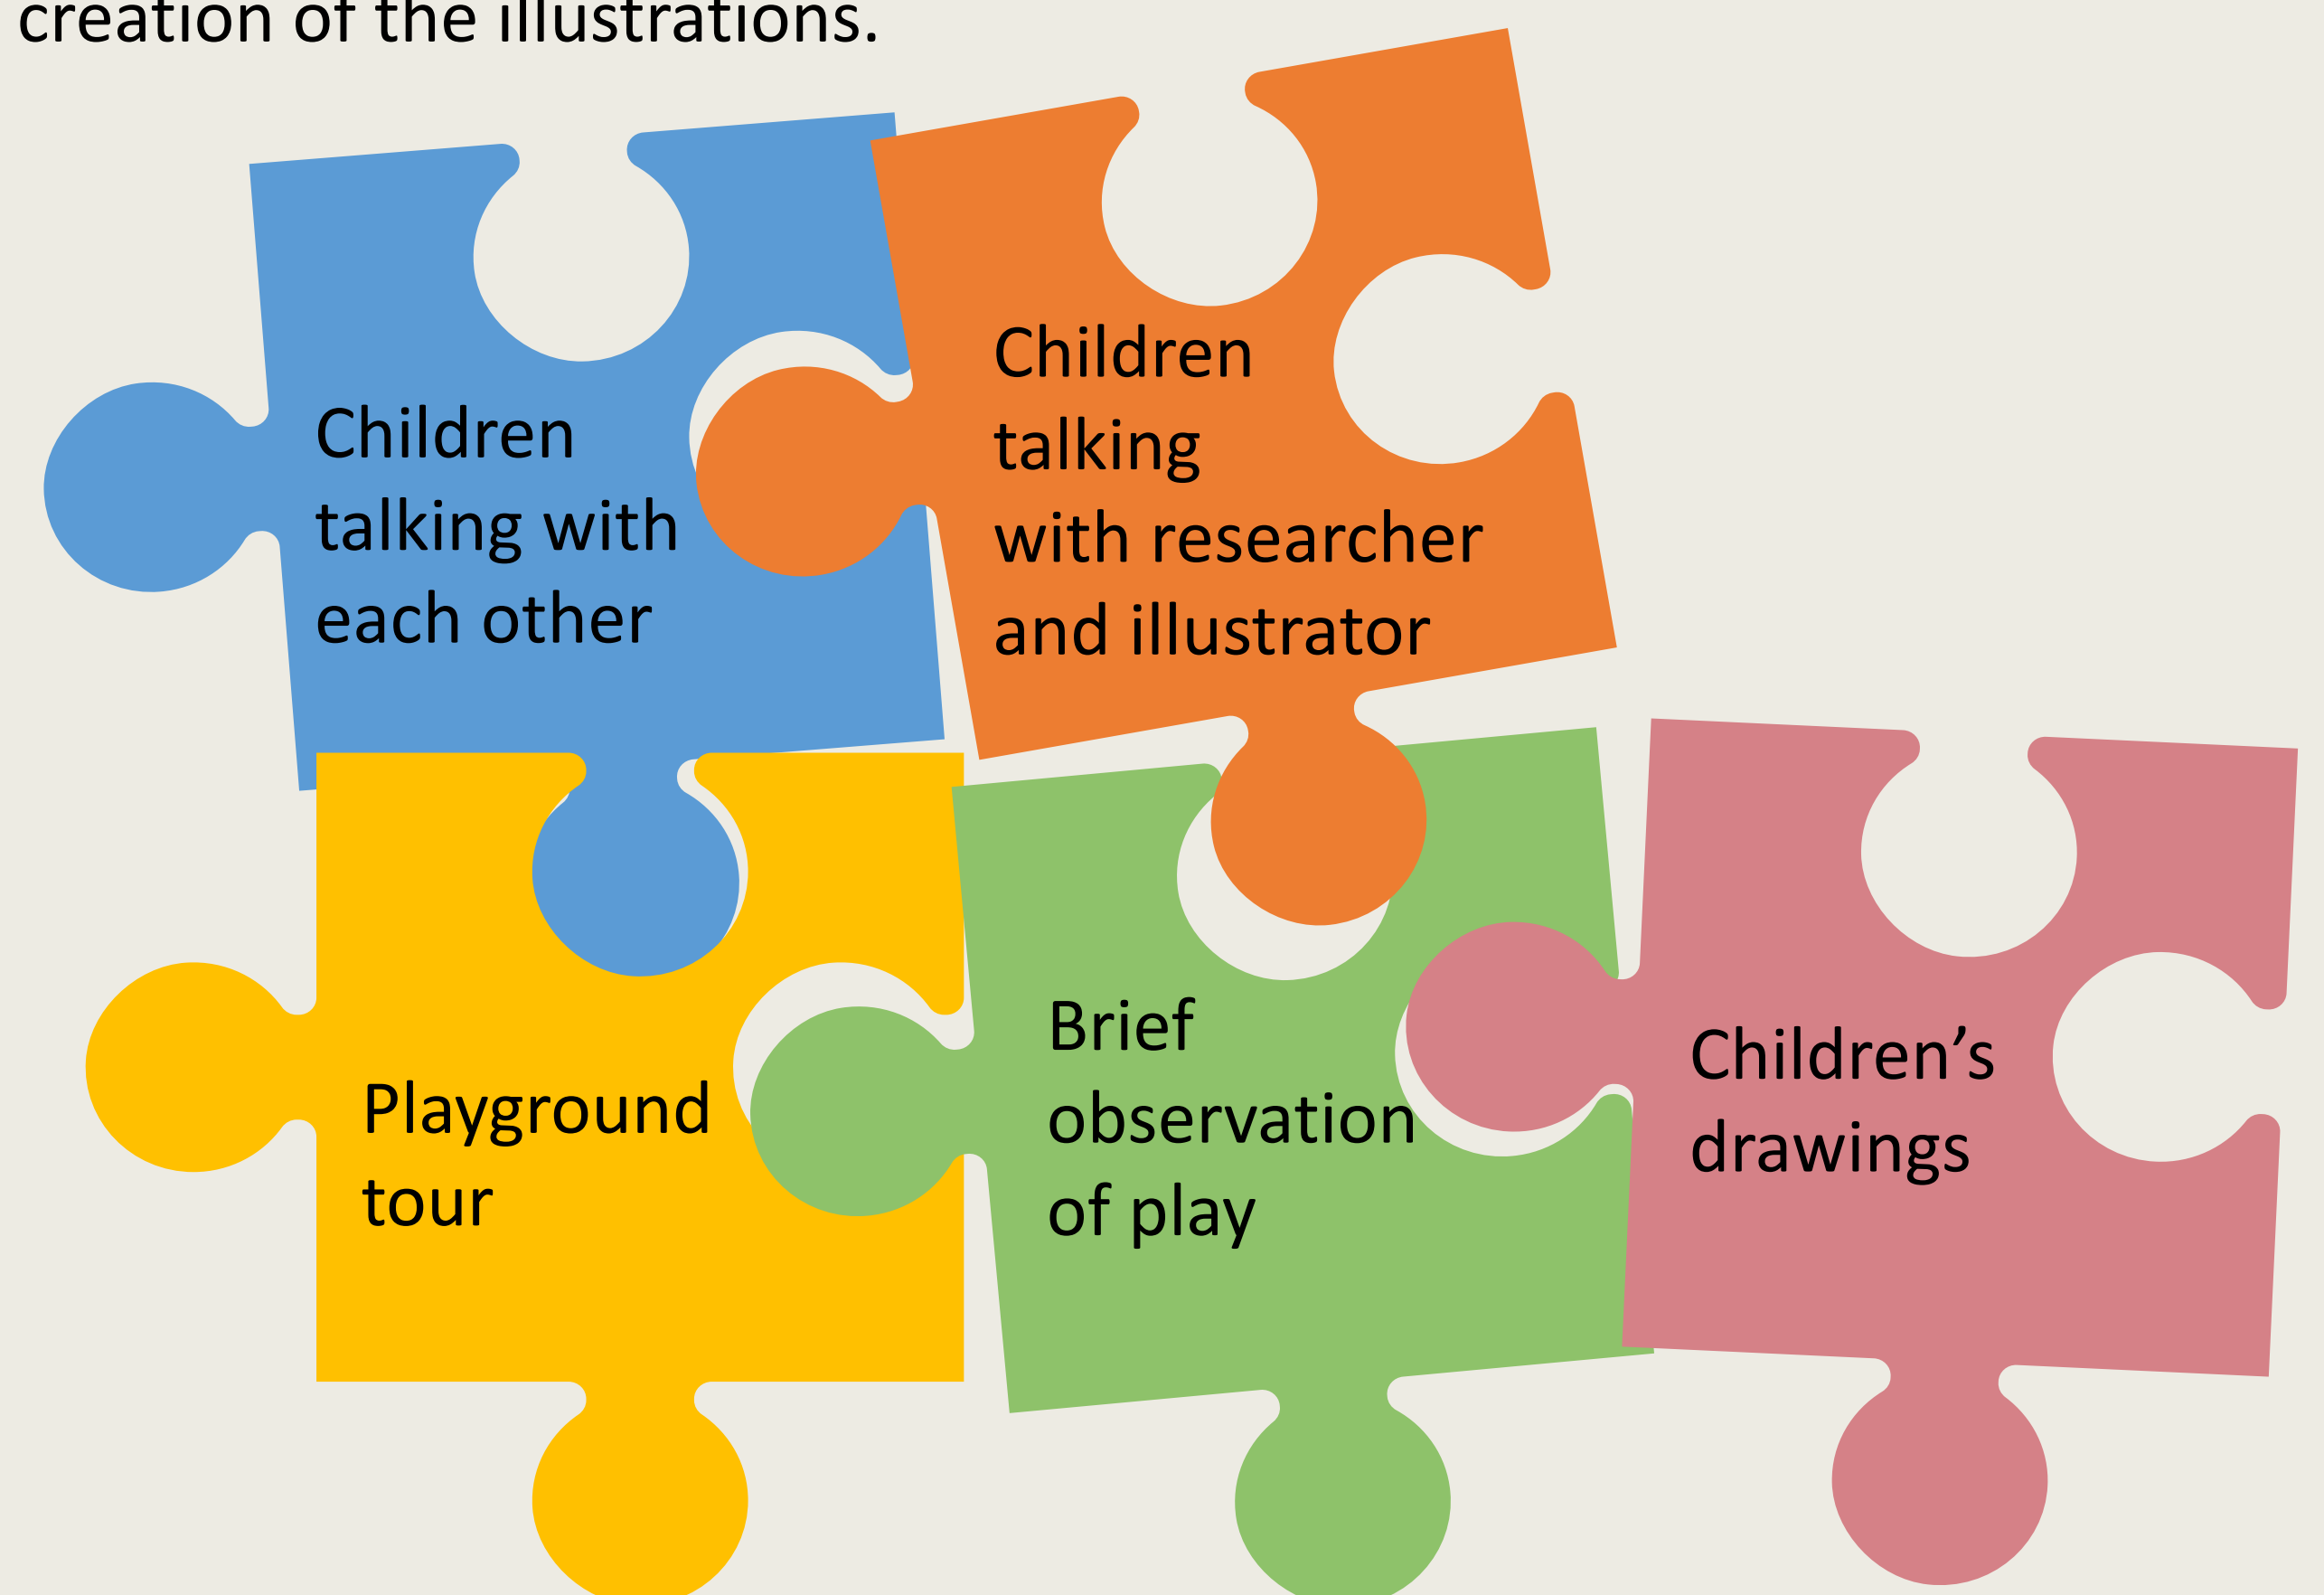 creation of the illustrations.
Children
talking with
each other
Children
talking
with researcher
and illustrator
Playground
tour
Brief
observation
of play
Children’s
drawings